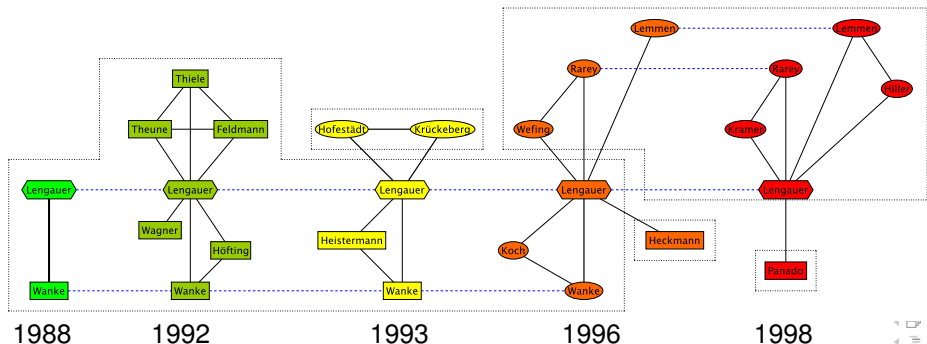 Lemmen Lemmen
Thiele Rarey Rarey
Hiller
Theune Feldmann Hofestädt Krückeberg Wefing Kramer
Lengauer Lengauer Lengauer Lengauer Lengauer
Wagner Heistermann Heckmann
Höfting Koch
Panado
Wanke Wanke Wanke Wanke
1988 1992 1993 1996 1998